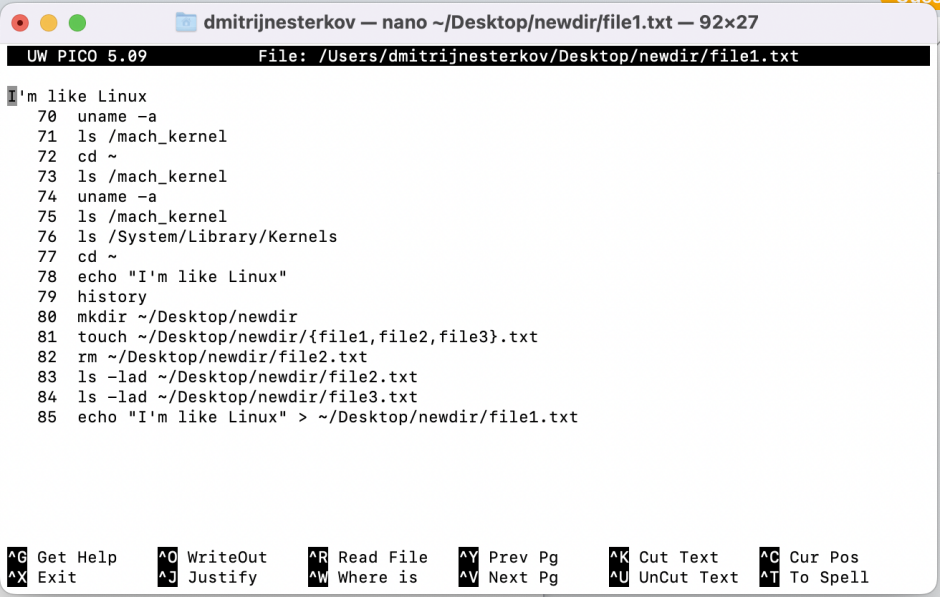 dmitrijnesterkov — nano ~/Desktop/newdir/file1.txt — 92×27
UW PICO 5.09 File: /Users/dmitrijnesterkov/Desktop/newdir/file1.txt
I'm like Linux
70 uname -a
71 ls /mach_kernel
72 cd ~
73 ls /mach_kernel
74 uname -a
75 ls /mach_kernel
76 ls /System/Library/Kernels
77 cd ~
78 echo "I'm like Linux"
79 history
80 mkdir ~/Desktop/newdir
81 touch ~/Desktop/newdir/{file1,file2,file3}.txt
82 rm ~/Desktop/newdir/file2.txt
83 ls -lad ~/Desktop/newdir/file2.txt
84 ls -lad ~/Desktop/newdir/file3.txt
85 echo "I'm like Linux" > ~/Desktop/newdir/file1.txt
^G Get Help ^O WriteOut ^R Read File ^Y Prev Pg ^K Cut Text ^C Cur Pos
^X Exit ^J Justify ^W Where is ^V Next Pg ^U UnCut Text ^T To Spell